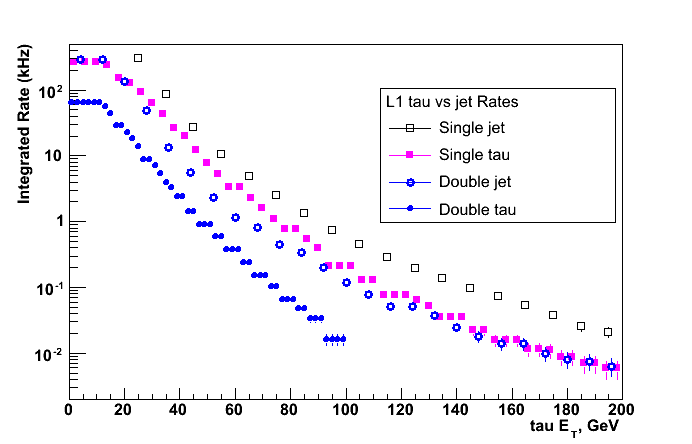 Integrated Rate (kHz)
10²
10
1
10⁻¹
10⁻²
L1 tau vs jet Rates
Single jet
Single tau
Double jet
Double tau
0 20 40 60 80 100 120 140 160 180 200
tau E_T, GeV